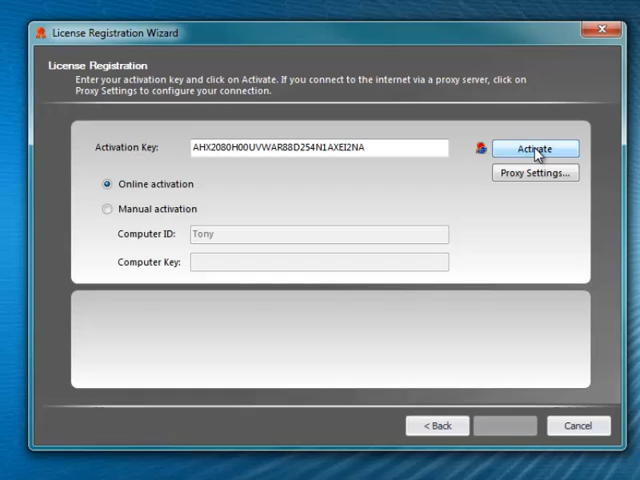 License Registration Wizard
License Registration
Enter your activation key and click on Activate. If you connect to the internet via a proxy server, click on
Proxy Settings to configure your connection.
Activation Key: AHX2080H00UVWAR88D254N1AXEI2NA Activate
Proxy Settings...
Online activation
Manual activation
Computer ID: Tony
Computer Key:
< Back Cancel